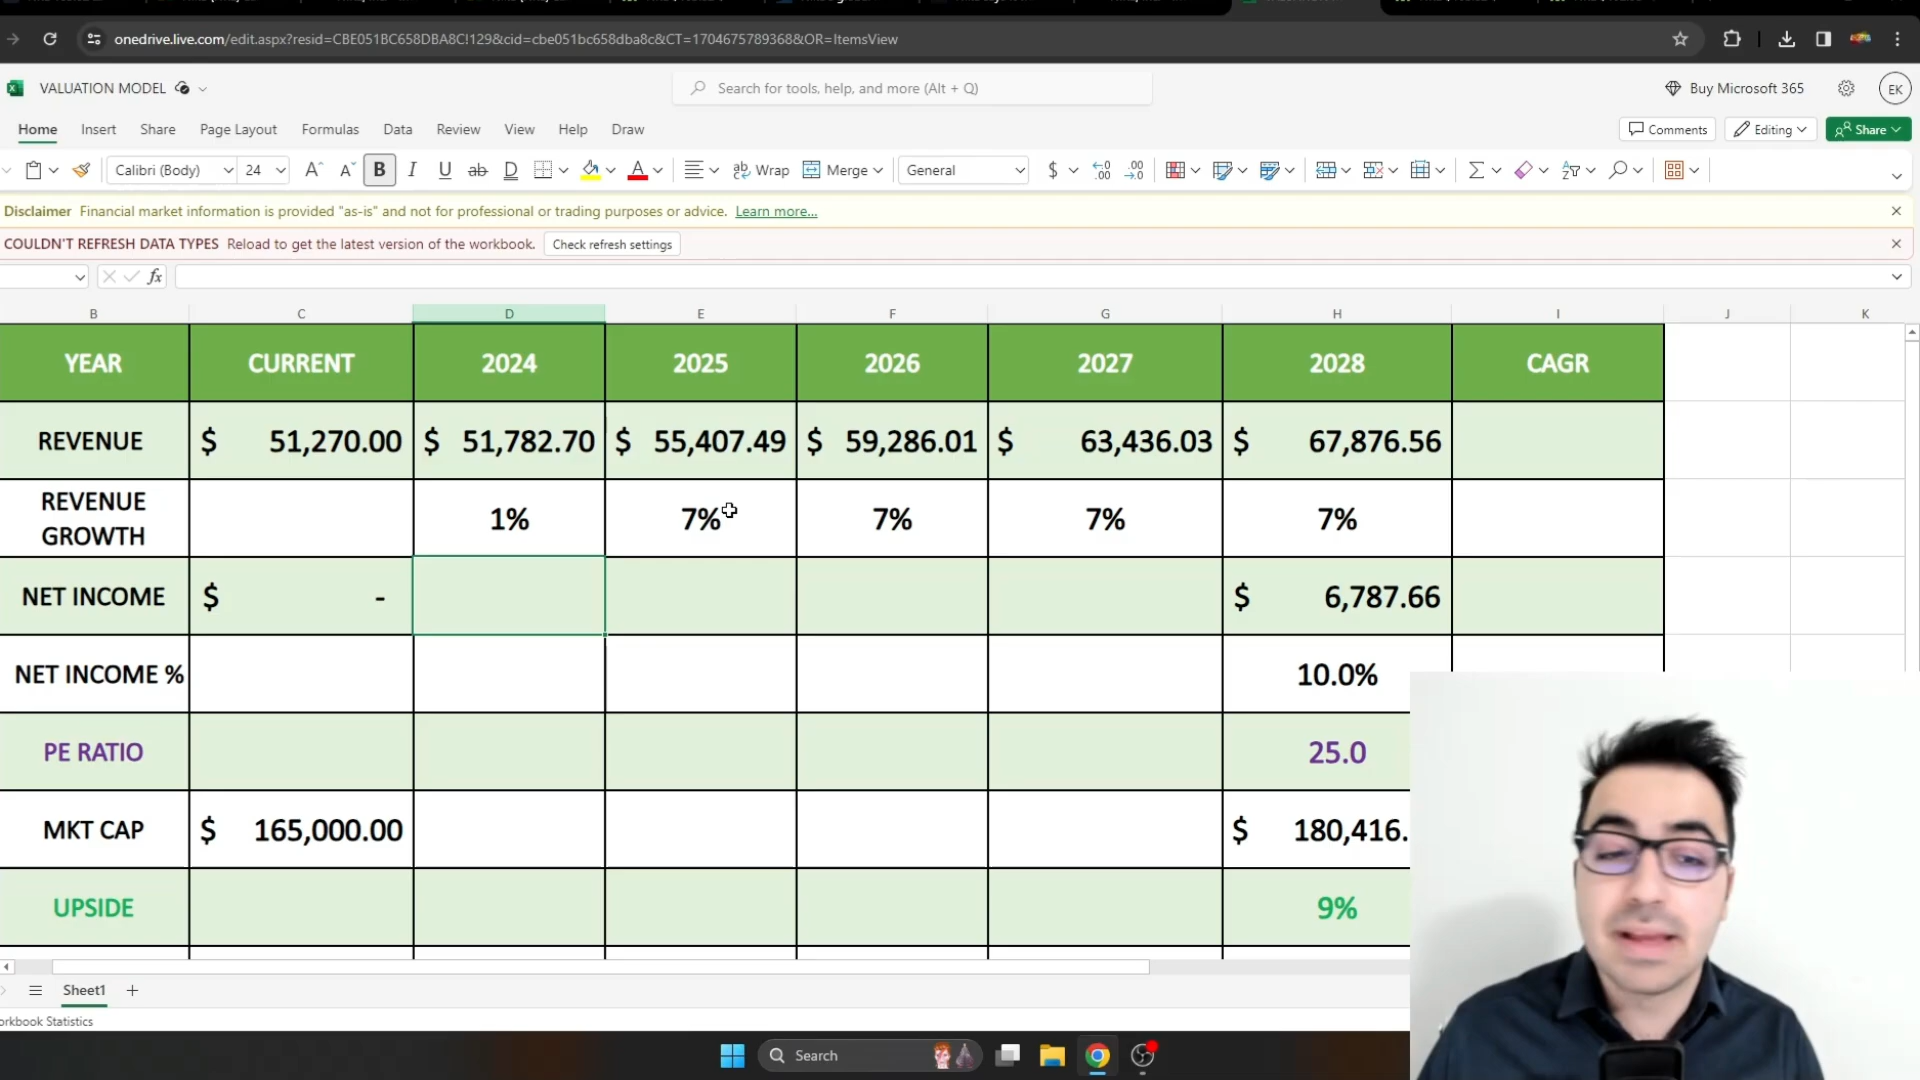 onedrive.live.com/edit.aspx?resid=CBE051BC658DBA8C!129&cid=cbe051bc658dba8c&CT=1704675789368&OR=ItemsView
VALUATION MODEL
Search for tools, help, and more (Alt + Q)
Buy Microsoft 365
EK
Home Insert Share Page Layout Formulas Data Review View Help Draw
Comments Editing Share
Calibri (Body) 24 A A B I U ab D A Wrap Merge General $ .00 .00
Disclaimer Financial market information is provided "as-is" and not for professional or trading purposes or advice. Learn more...
COULDN'T REFRESH DATA TYPES Reload to get the latest version of the workbook. Check refresh settings
fx
B C D E F G H I J K
YEAR CURRENT 2024 2025 2026 2027 2028 CAGR
REVENUE $ 51,270.00 $ 51,782.70 $ 55,407.49 $ 59,286.01 $ 63,436.03 $ 67,876.56
REVENUE
GROWTH 1% 7% 7% 7% 7%
NET INCOME $ - $ 6,787.66
NET INCOME % 10.0%
PE RATIO 25.0
MKT CAP $ 165,000.00 $ 180,416.
UPSIDE 9%
Sheet1
orkbook Statistics
Search